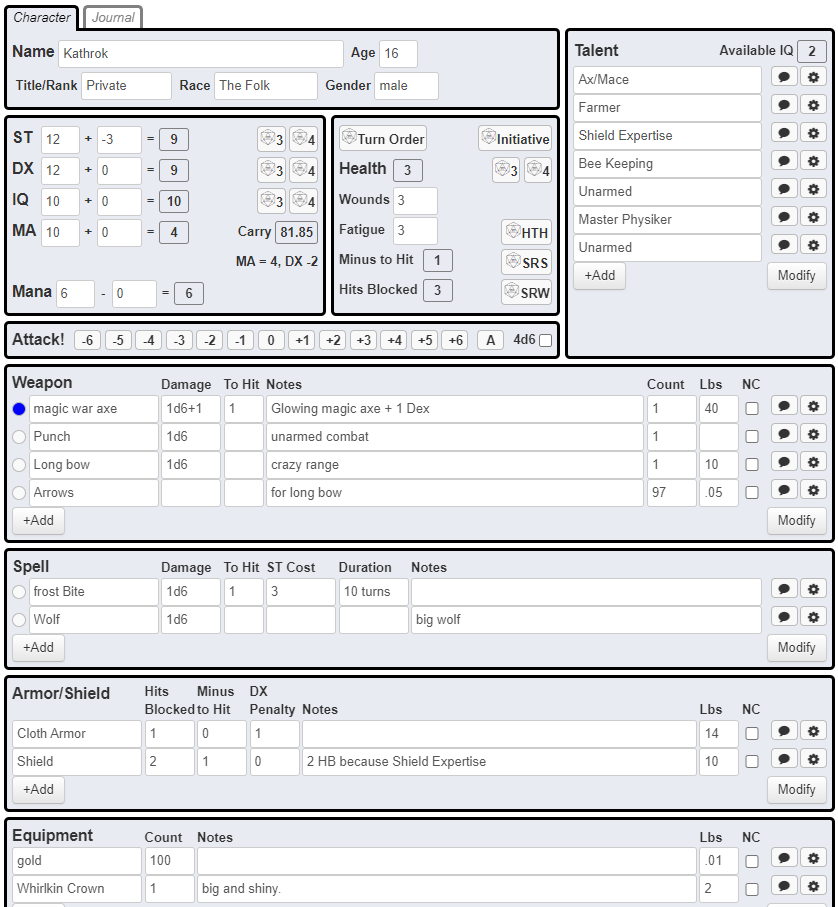 Character Journal
Name Kathrok Age 16
Title/Rank Private Race The Folk Gender male
Talent Available IQ 2
Ax/Mace
Farmer
Shield Expertise
Bee Keeping
Unarmed
Master Physiker
Unarmed
+Add Modify
ST 12 + -3 = 9 3 4
DX 12 + 0 = 9 3 4
IQ 10 + 0 = 10 3 4
MA 10 + 0 = 4 Carry 81.85
MA = 4, DX -2
Mana 6 - 0 = 6
Turn Order Initiative
Health 3 3 4
Wounds 3
Fatigue 3 HTH
Minus to Hit 1 SRS
Hits Blocked 3 SRW
Attack! -6 -5 -4 -3 -2 -1 0 +1 +2 +3 +4 +5 +6 A 4d6
Weapon Damage To Hit Notes Count Lbs NC
magic war axe 1d6+1 1 Glowing magic axe + 1 Dex 1 40
Punch 1d6 unarmed combat 1
Long bow 1d6 crazy range 1 10
Arrows for long bow 97 .05
+Add Modify
Spell Damage To Hit ST Cost Duration Notes
frost Bite 1d6 1 3 10 turns
Wolf 1d6 big wolf
+Add Modify
Armor/Shield Hits Minus DX
Blocked to Hit Penalty Notes Lbs NC
Cloth Armor 1 0 1 14
Shield 2 1 0 2 HB because Shield Expertise 10
+Add Modify
Equipment Count Notes Lbs NC
gold 100 .01
Whirlkin Crown 1 big and shiny. 2